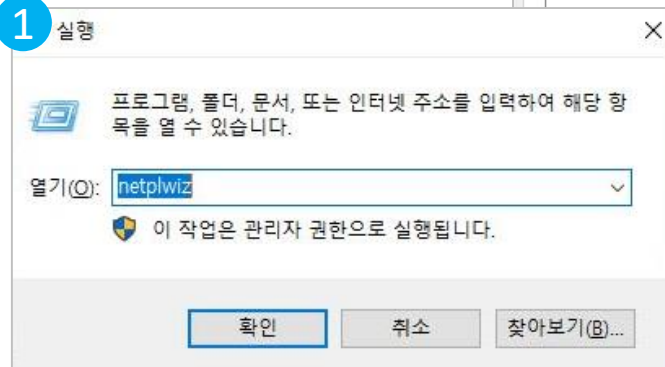 1
실행
프로그램, 폴더, 문서, 또는 인터넷 주소를 입력하여 해당 항
목을 열 수 있습니다.
열기(O): netplwiz
이 작업은 관리자 권한으로 실행됩니다.
확인 취소 찾아보기(B)...